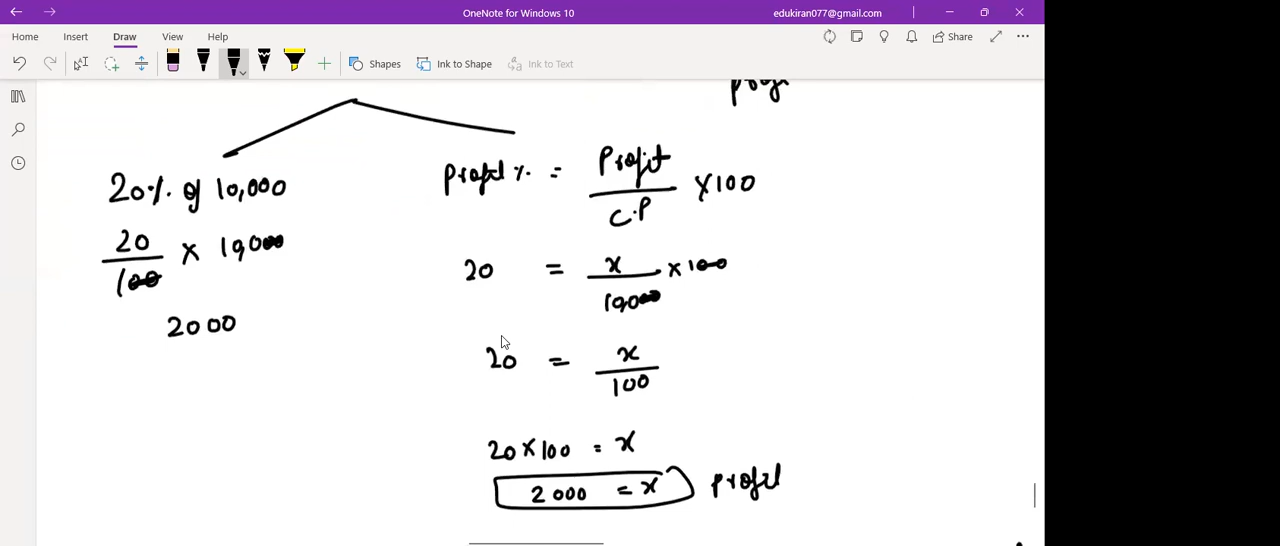 OneNote for Windows 10
edukiran077@gmail.com
Home Insert Draw View Help
Share
Shapes Ink to Shape Ink to Text
20% of 10,000
20/100 × 10,000
2000
Profit % = Profit/C.P × 100
20 = x/10,000 × 100
20 = x/100
20 × 100 = x
2000 = x Profit